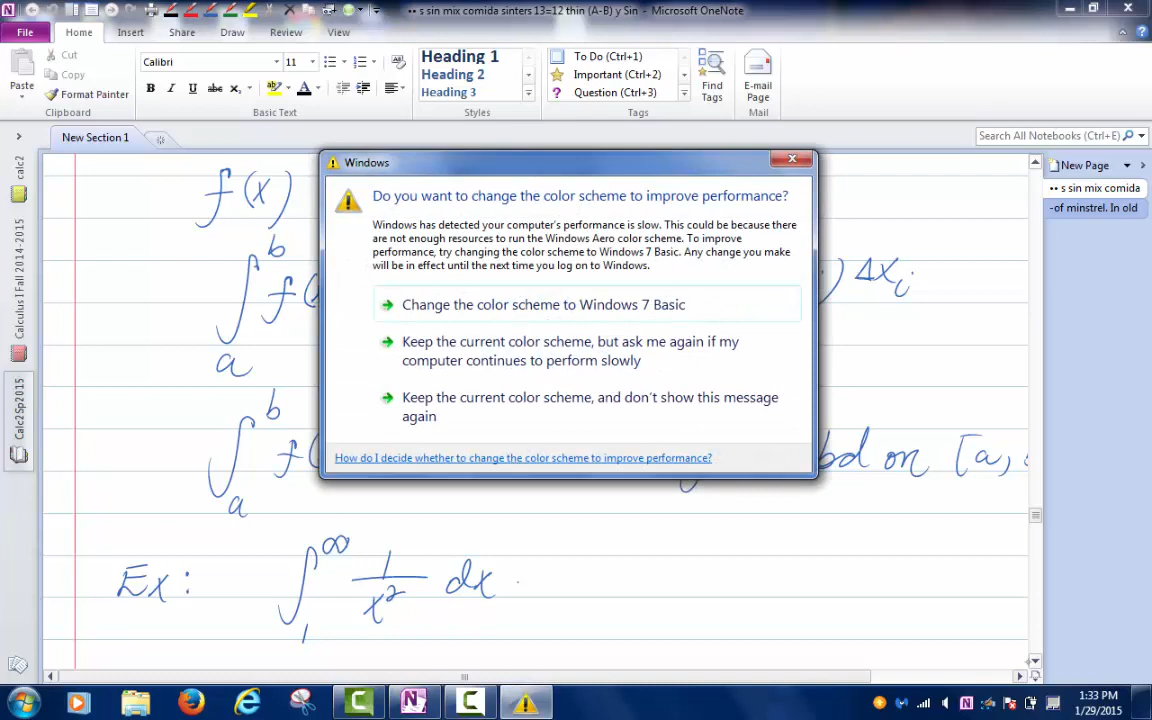 •• s sin mix comida sinters 13=12 thin (A-B) y Sin - Microsoft OneNote
File Home Insert Share Draw Review View
Paste
Cut
Copy
Format Painter
Clipboard
Calibri 11
B I U abc x₂ A
Basic Text
Heading 1
Heading 2
Heading 3
Styles
To Do (Ctrl+1)
Important (Ctrl+2)
Question (Ctrl+3)
Tags
Find Tags
E-mail Page
Mail
New Section 1
Search All Notebooks (Ctrl+E)
New Page
•• s sin mix comida
-of minstrel. In old
calc2
Calculus1Fall 2014-2015
Calc2Sp2015
Windows
Do you want to change the color scheme to improve performance?
Windows has detected your computer's performance is slow. This could be because there
are not enough resources to run the Windows Aero color scheme. To improve
performance, try changing the color scheme to Windows 7 Basic. Any change you make
will be in effect until the next time you log on to Windows.
Change the color scheme to Windows 7 Basic
Keep the current color scheme, but ask me again if my
computer continues to perform slowly
Keep the current color scheme, and don't show this message
again
How do I decide whether to change the color scheme to improve performance?
f(x)
∫ₐᵇ f( ) Δxᵢ
∫ₐᵇ f( bd on [a,
Ex: ∫₁^∞ 1/x² dx
1:33 PM
1/29/2015